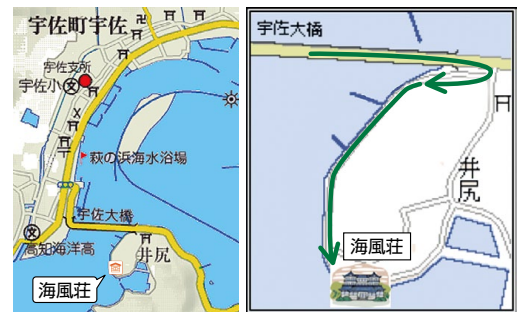 宇佐町宇佐
宇佐支所
宇佐小
文
萩の浜海水浴場
宇佐大橋
文
高知海洋高
井尻
海風荘
宇佐大橋
井尻
海風荘